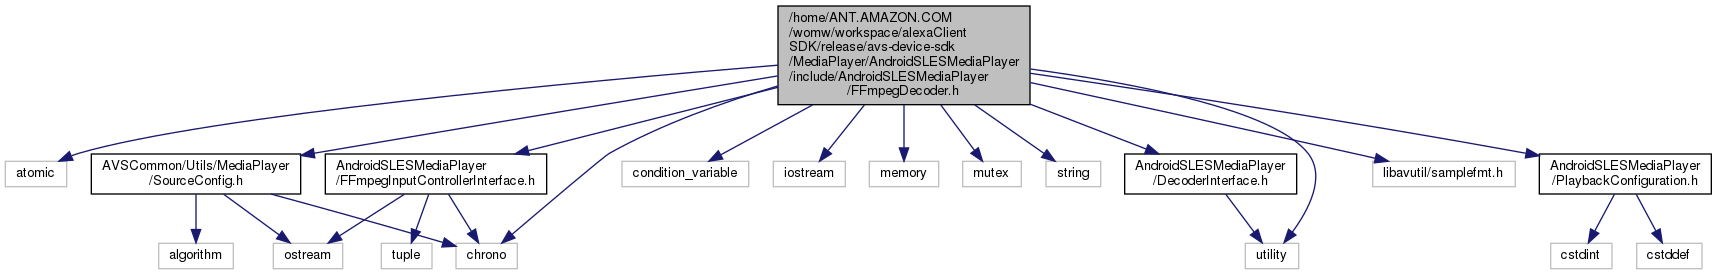 /home/ANT.AMAZON.COM
/womw/workspace/alexaClient
SDK/release/avs-device-sdk
/MediaPlayer/AndroidSLESMediaPlayer
/include/AndroidSLESMediaPlayer
/FFmpegDecoder.h
atomic
AVSCommon/Utils/MediaPlayer
/SourceConfig.h
AndroidSLESMediaPlayer
/FFmpegInputControllerInterface.h
condition_variable
iostream
memory
mutex
string
AndroidSLESMediaPlayer
/DecoderInterface.h
libavutil/samplefmt.h
AndroidSLESMediaPlayer
/PlaybackConfiguration.h
algorithm
ostream
tuple
chrono
utility
cstdint
cstddef